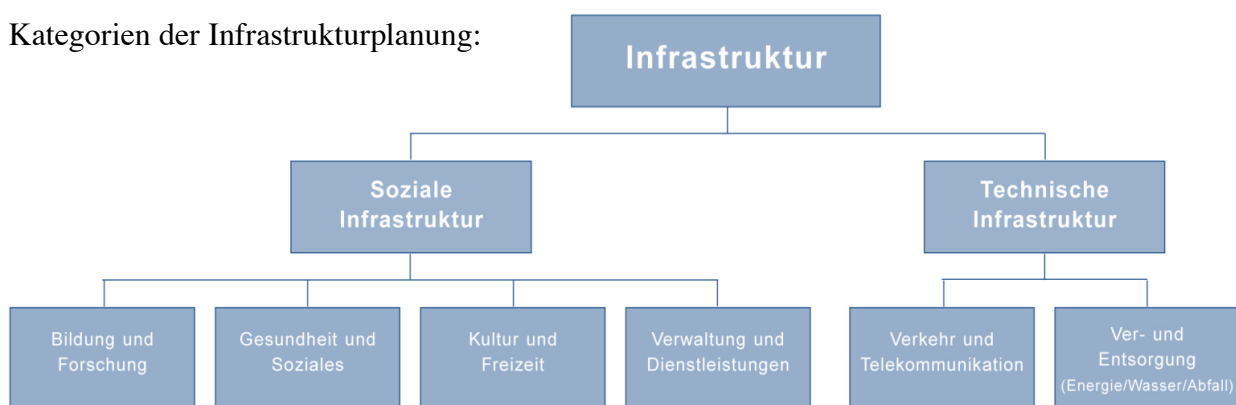 Kategorien der Infrastrukturplanung:
Infrastruktur
Soziale
Infrastruktur
Technische
Infrastruktur
Bildung und
Forschung
Gesundheit und
Soziales
Kultur und
Freizeit
Verwaltung und
Dienstleistungen
Verkehr und
Telekommunikation
Ver- und
Entsorgung
(Energie/Wasser/Abfall)